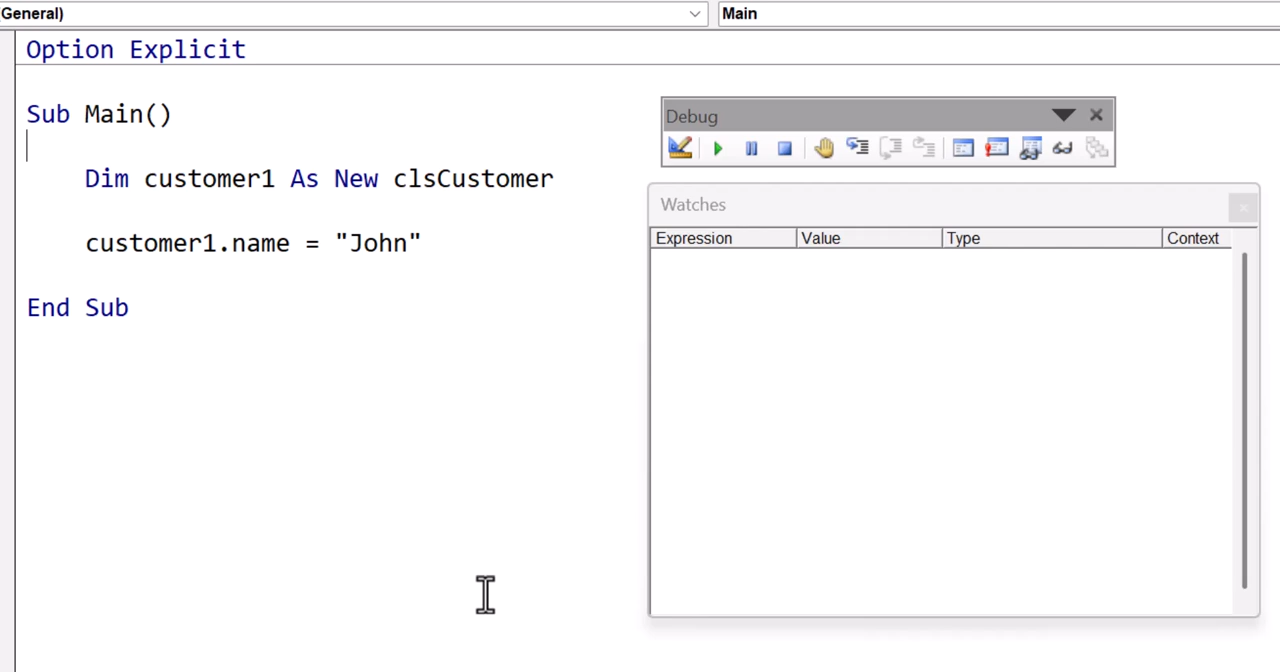 (General) Main
Option Explicit
Sub Main()
Dim customer1 As New clsCustomer
customer1.name = "John"
End Sub
Debug
Watches
Expression Value Type Context